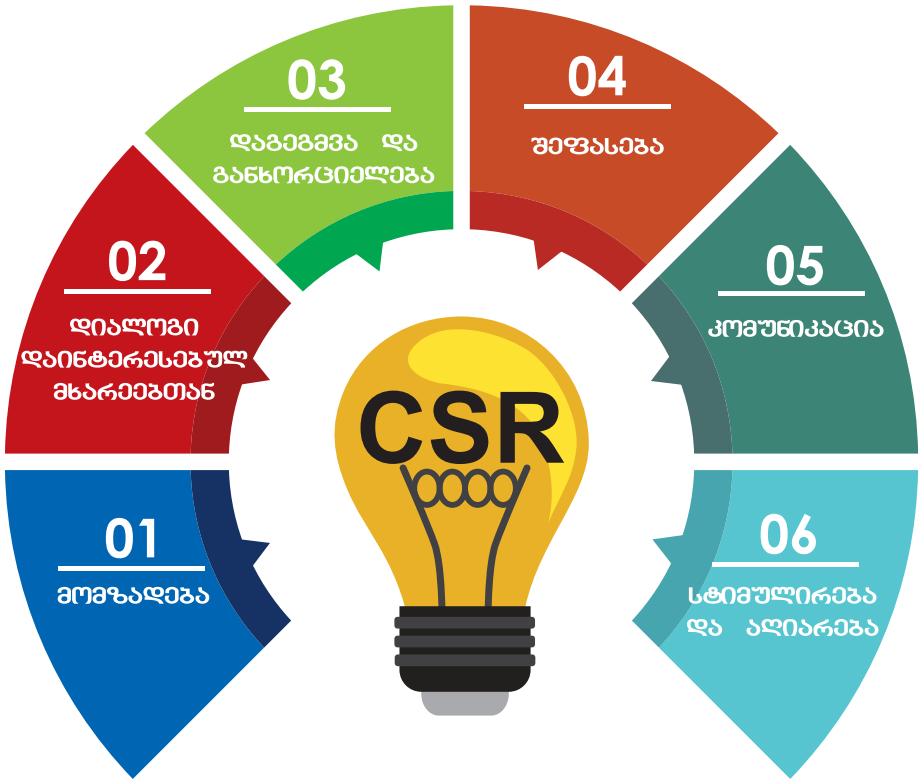 01
მომზადება
02
დიალოგი
დაინტერესებულ
მხარეებთან
03
დაგეგმვა და
განხორციელება
04
შეფასება
05
კომუნიკაცია
06
სტიმულირება
და აღიარება
CSR